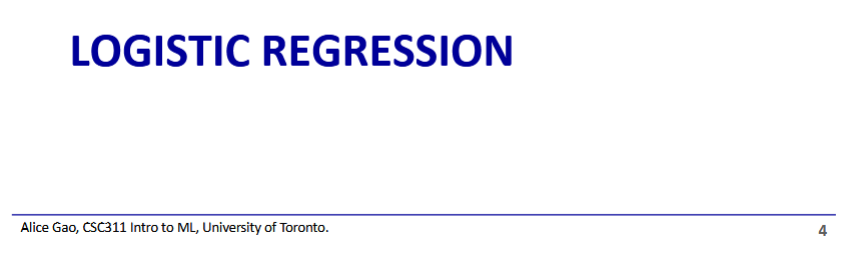 LOGISTIC REGRESSION
Alice Gao, CSC311 Intro to ML, University of Toronto.
4